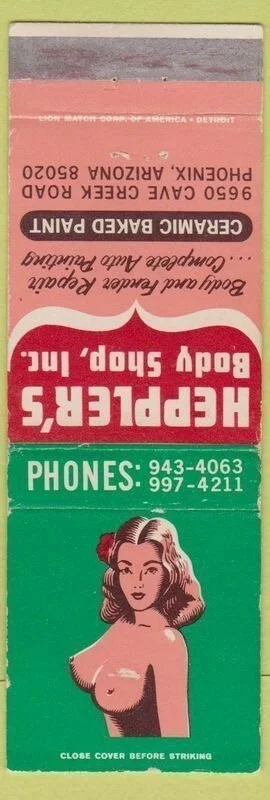 LION MATCH CORP. OF AMERICA • DETROIT
HEPPLER'S
Body Shop, Inc.
Body and Fender Repair
... Complete Auto Painting
CERAMIC BAKED PAINT
9650 CAVE CREEK ROAD
PHOENIX, ARIZONA 85020
PHONES: 943-4063
997-4211
CLOSE COVER BEFORE STRIKING